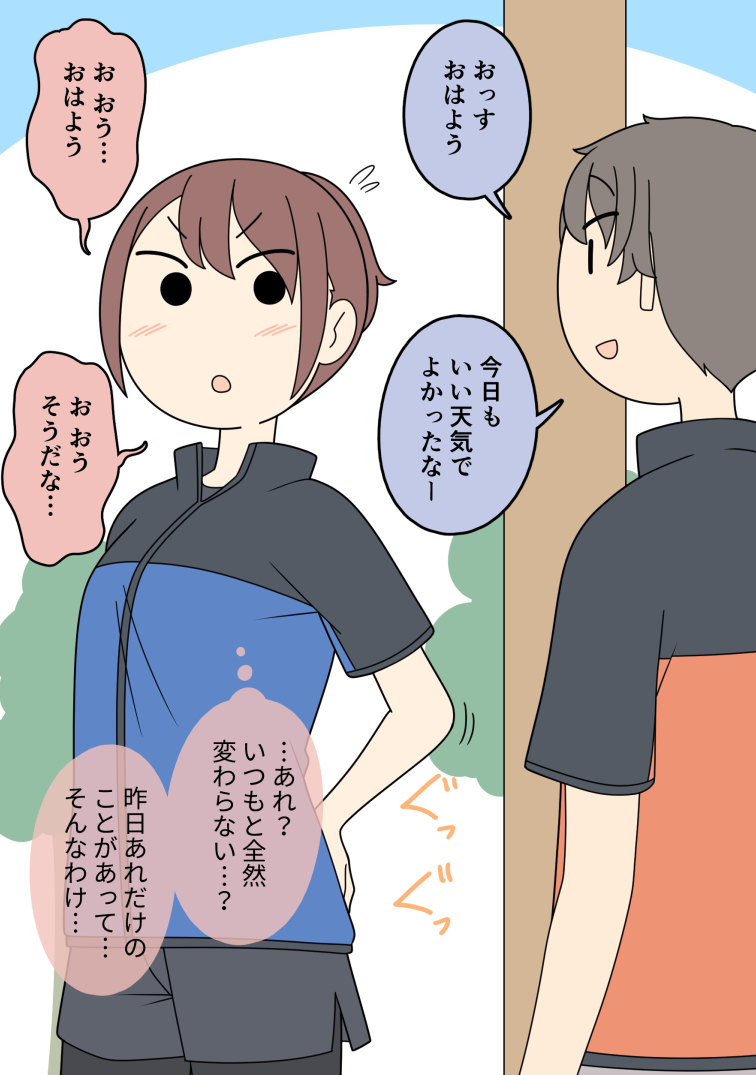 おっす
おはよう
お おう…
おはよう
今日も
いい天気で
よかったなー
お おう
そうだな…
…あれ?
いつもと全然
変わらない…?
ぐっ
ぐっ
昨日あれだけの
ことがあって…
そんなわけ…